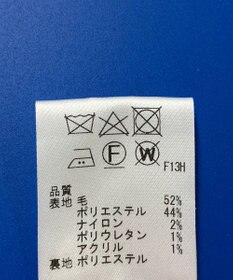 F W F13H
品質
表地 毛 52%
ポリエステル 44%
ナイロン 2%
ポリウレタン 1%
アクリル 1%
裏地 ポリエステル